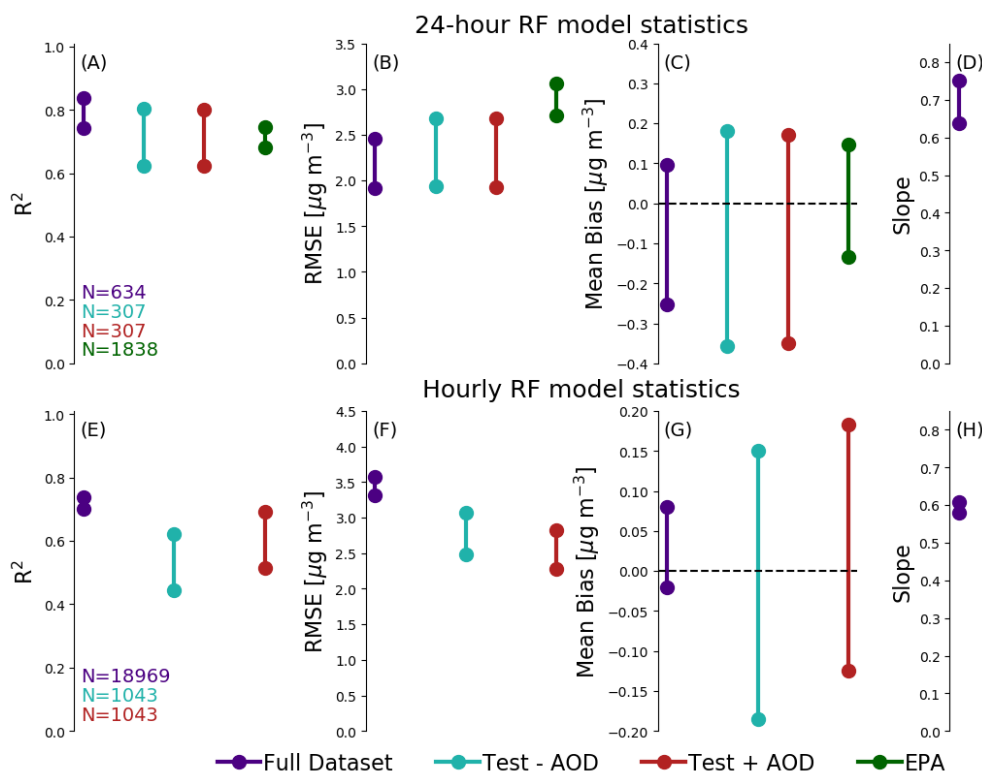 24-hour RF model statistics
(A)
(B)
(C)
(D)
1.0
0.8
0.6
0.4
0.2
0.0
R²
N=634
N=307
N=307
N=1838
3.5
3.0
2.5
2.0
1.5
1.0
0.5
0.0
RMSE [µg m⁻³]
0.4
0.3
0.2
0.1
0.0
−0.1
−0.2
−0.3
−0.4
Mean Bias [µg m⁻³]
0.8
0.7
0.6
0.5
0.4
0.3
0.2
0.1
0.0
Slope
Hourly RF model statistics
(E)
(F)
(G)
(H)
1.0
0.8
0.6
0.4
0.2
0.0
R²
N=18969
N=1043
N=1043
4.5
4.0
3.5
3.0
2.5
2.0
1.5
1.0
0.5
0.0
RMSE [µg m⁻³]
0.20
0.15
0.10
0.05
0.00
−0.05
−0.10
−0.15
−0.20
Mean Bias [µg m⁻³]
0.8
0.7
0.6
0.5
0.4
0.3
0.2
0.1
0.0
Slope
Full Dataset
Test - AOD
Test + AOD
EPA